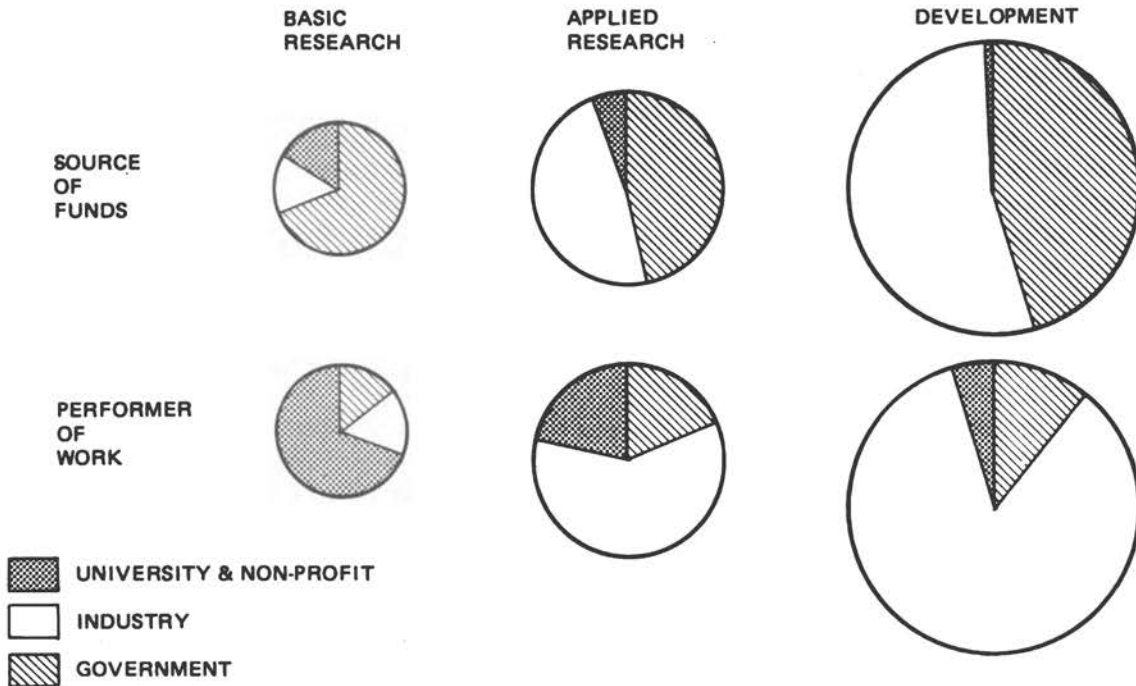 BASIC
RESEARCH
APPLIED
RESEARCH
DEVELOPMENT
SOURCE
OF
FUNDS
PERFORMER
OF
WORK
UNIVERSITY & NON-PROFIT
INDUSTRY
GOVERNMENT